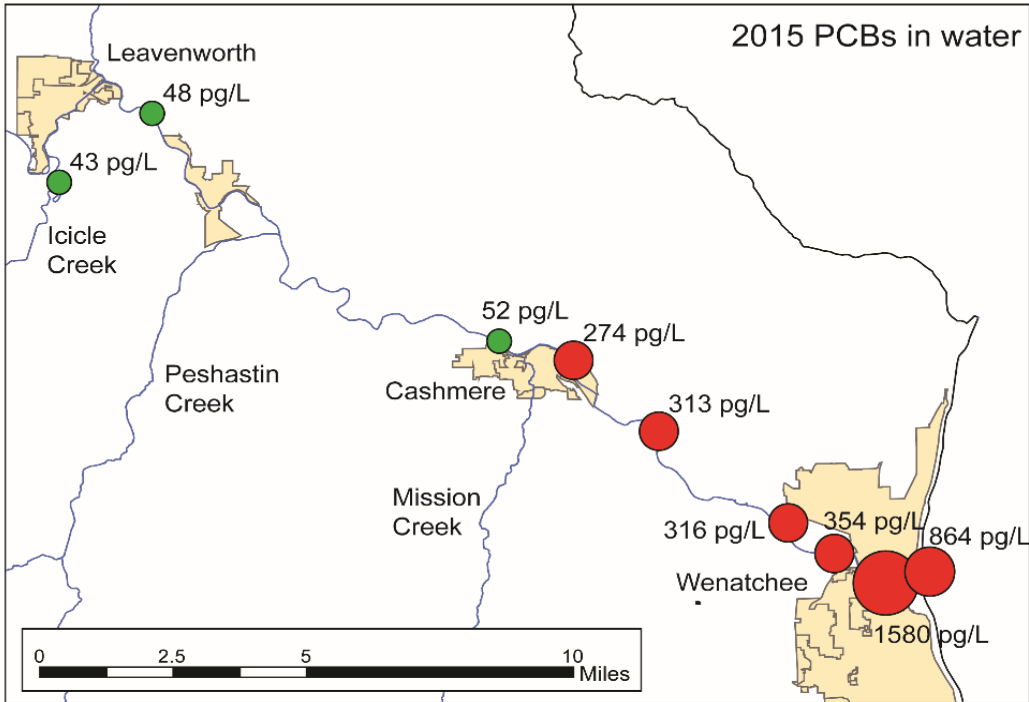 2015 PCBs in water
Leavenworth
48 pg/L
43 pg/L
Icicle
Creek
52 pg/L
274 pg/L
Peshastin
Creek
Cashmere
313 pg/L
Mission
Creek
316 pg/L
354 pg/L
864 pg/L
Wenatchee
1580 pg/L
0
2.5
5
10
Miles